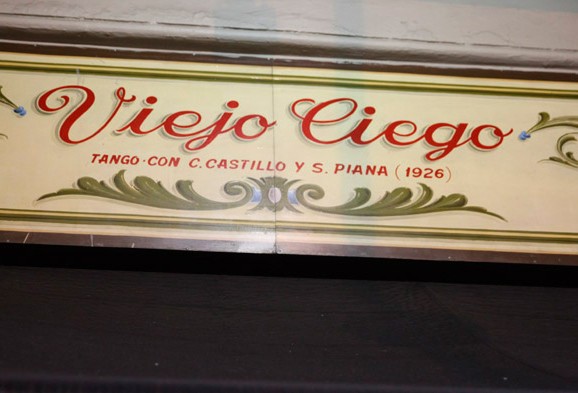 Viejo Ciego
TANGO·CON C.CASTILLO Y S. PIANA (1926)